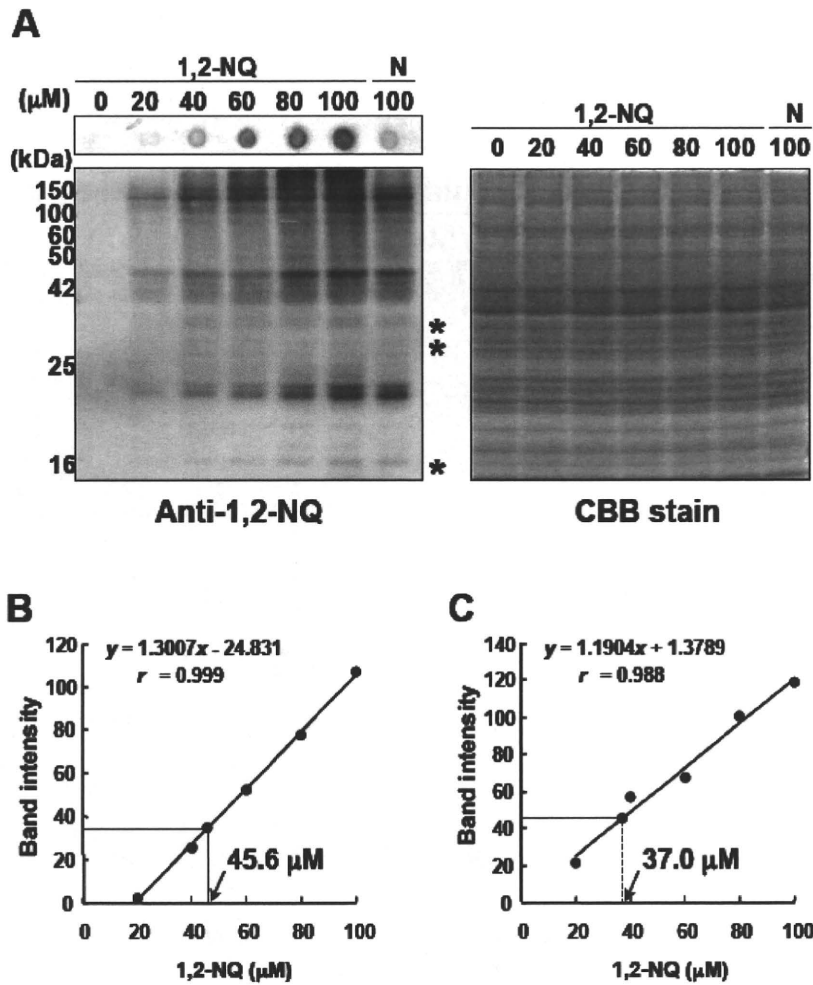 A
1,2-NQ N
(μM) 0 20 40 60 80 100 100
(kDa)
150
100
60
50
42
25
16
*
*
*
Anti-1,2-NQ
1,2-NQ N
0 20 40 60 80 100 100
CBB stain
B
y = 1.3007x - 24.831
r = 0.999
Band intensity
120
100
80
60
40
20
0
45.6 μM
0 20 40 60 80 100
1,2-NQ (μM)
C
y = 1.1904x + 1.3789
r = 0.988
Band intensity
140
120
100
80
60
40
20
0
37.0 μM
0 20 40 60 80 100
1,2-NQ (μM)